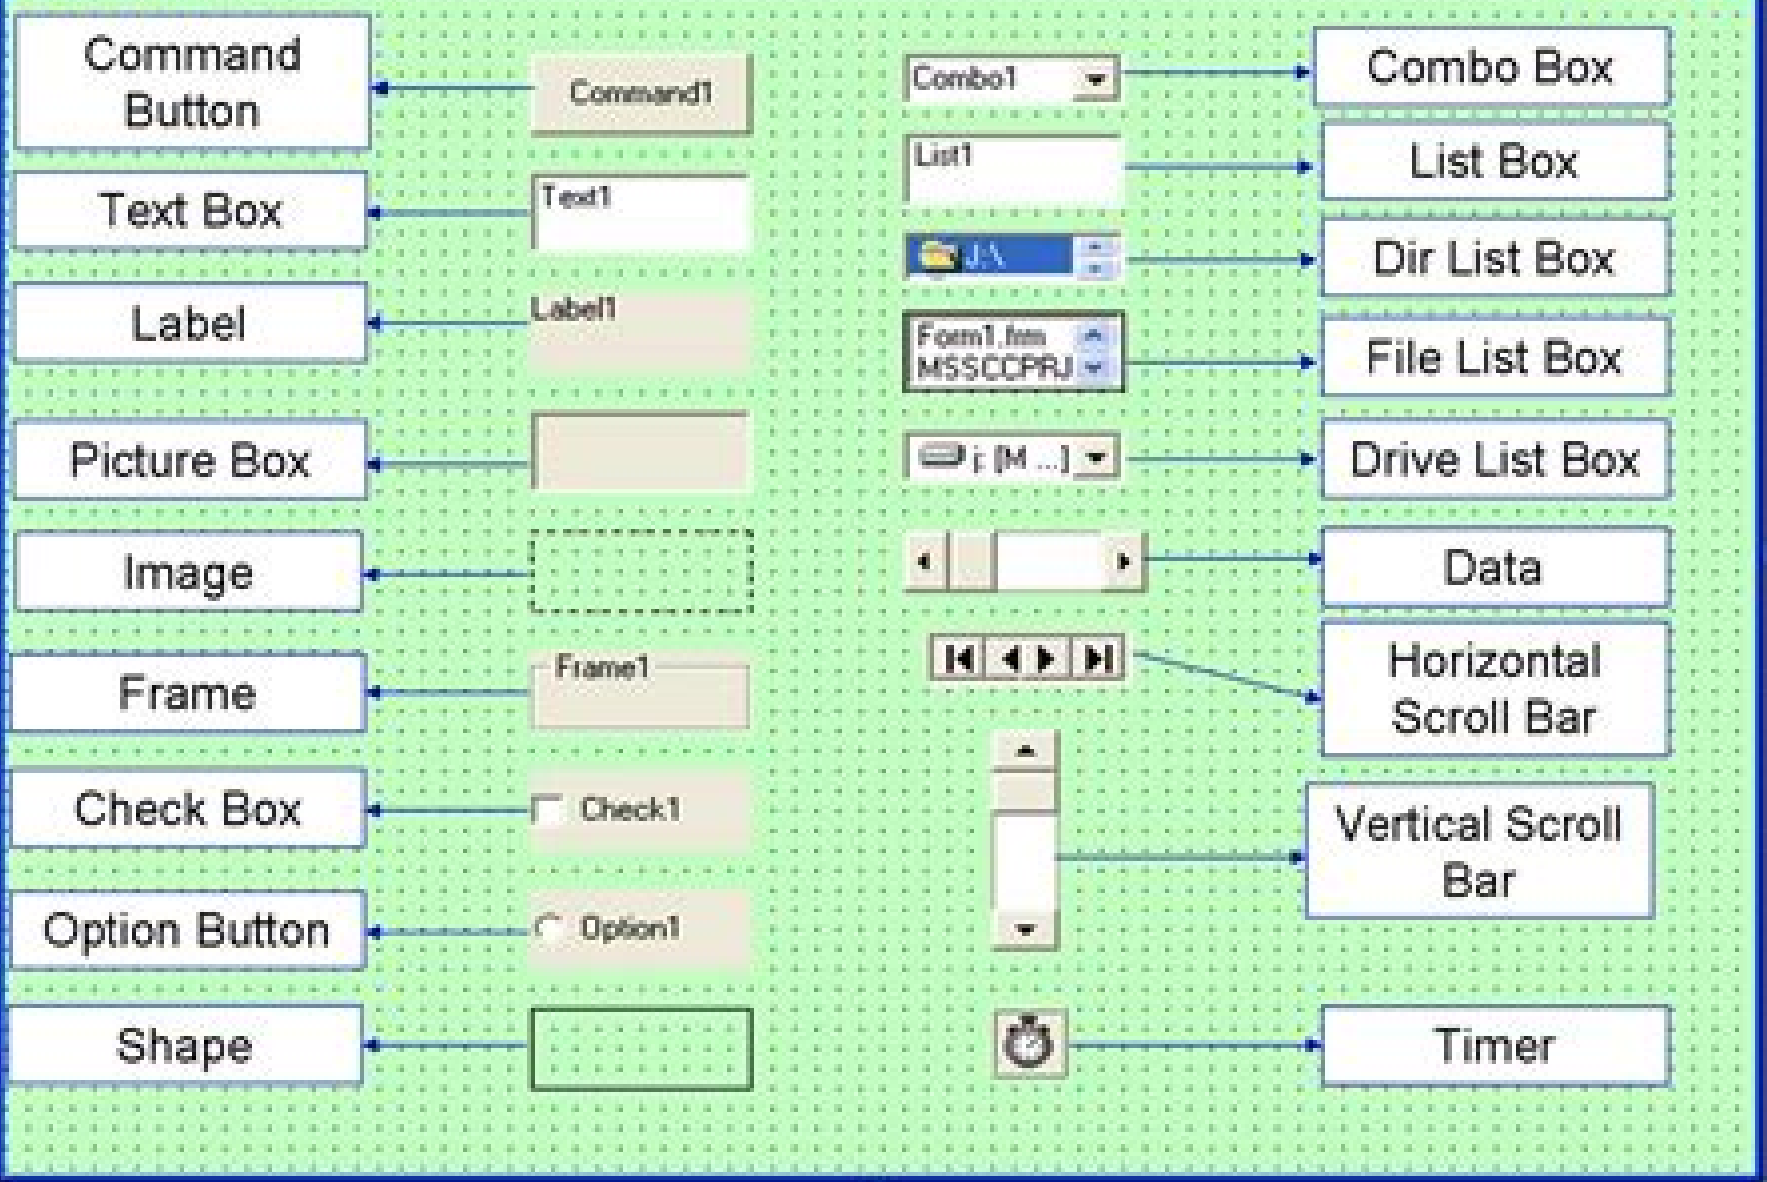 Command
Button
Command1
Text Box
Text1
Label
Label1
Picture Box
Image
Frame
Frame1
Check Box
Check1
Option Button
Option1
Shape
Combo1
Combo Box
List1
List Box
J:\
Dir List Box
Form1.frm
MSSCCPRJ
File List Box
j: [M ...]
Drive List Box
Data
Horizontal
Scroll Bar
Vertical Scroll
Bar
Timer